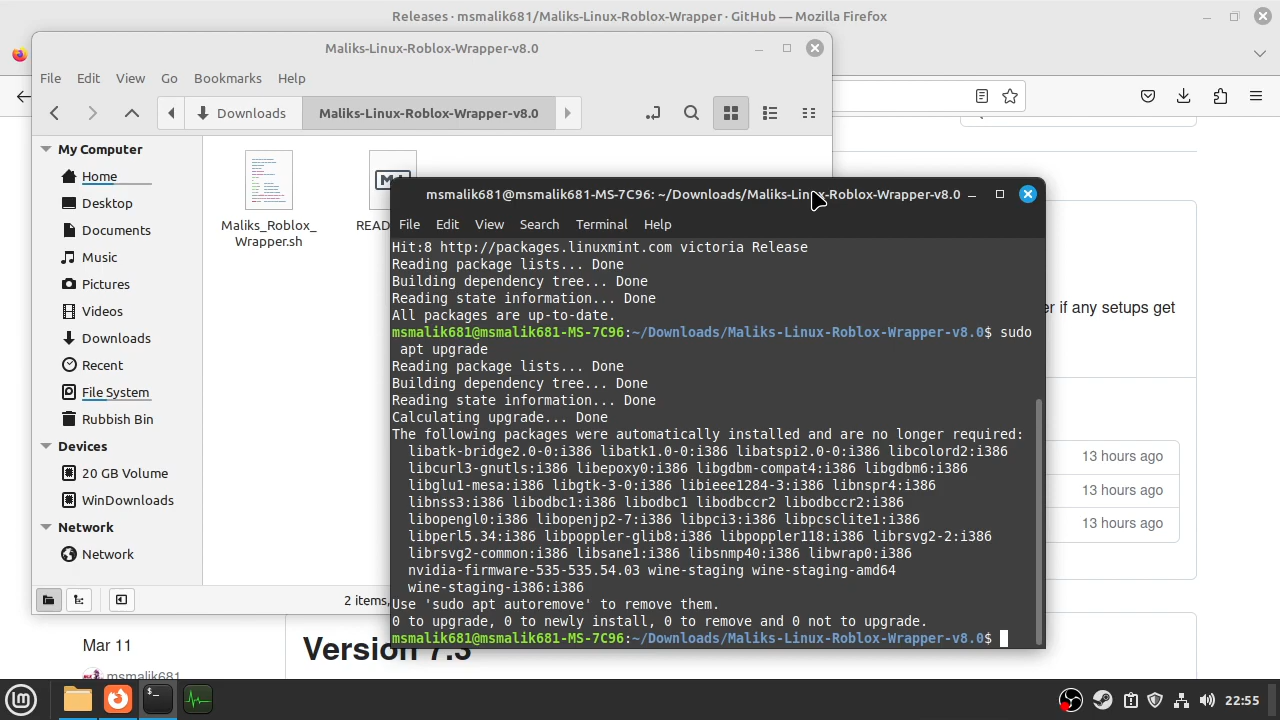 Releases · msmalik681/Maliks-Linux-Roblox-Wrapper · GitHub — Mozilla Firefox
Maliks-Linux-Roblox-Wrapper-v8.0
File Edit View Go Bookmarks Help
Downloads Maliks-Linux-Roblox-Wrapper-v8.0
My Computer
Home
Desktop
Documents
Music
Pictures
Videos
Downloads
Recent
File System
Rubbish Bin
Devices
20 GB Volume
WinDownloads
Network
Network
Maliks_Roblox_
Wrapper.sh
READ
2 items,
msmalik681@msmalik681-MS-7C96: ~/Downloads/Maliks-Linux-Roblox-Wrapper-v8.0
File Edit View Search Terminal Help
Hit:8 http://packages.linuxmint.com victoria Release
Reading package lists... Done
Building dependency tree... Done
Reading state information... Done
All packages are up-to-date.
msmalik681@msmalik681-MS-7C96:~/Downloads/Maliks-Linux-Roblox-Wrapper-v8.0$ sudo
apt upgrade
Reading package lists... Done
Building dependency tree... Done
Reading state information... Done
Calculating upgrade... Done
The following packages were automatically installed and are no longer required:
libatk-bridge2.0-0:i386 libatk1.0-0:i386 libatspi2.0-0:i386 libcolord2:i386
libcurl3-gnutls:i386 libepoxy0:i386 libgdbm-compat4:i386 libgdbm6:i386
libglu1-mesa:i386 libgtk-3-0:i386 libieee1284-3:i386 libnspr4:i386
libnss3:i386 libodbc1:i386 libodbc1 libodbccr2 libodbccr2:i386
libopengl0:i386 libopenjp2-7:i386 libpci3:i386 libpcsclite1:i386
libperl5.34:i386 libpoppler-glib8:i386 libpoppler118:i386 librsvg2-2:i386
librsvg2-common:i386 libsane1:i386 libsnmp40:i386 libwrap0:i386
nvidia-firmware-535-535.54.03 wine-staging wine-staging-amd64
wine-staging-i386:i386
Use 'sudo apt autoremove' to remove them.
0 to upgrade, 0 to newly install, 0 to remove and 0 not to upgrade.
msmalik681@msmalik681-MS-7C96:~/Downloads/Maliks-Linux-Roblox-Wrapper-v8.0$
er if any setups get
13 hours ago
13 hours ago
13 hours ago
Mar 11
msmalik681
Version 7.3
22:55